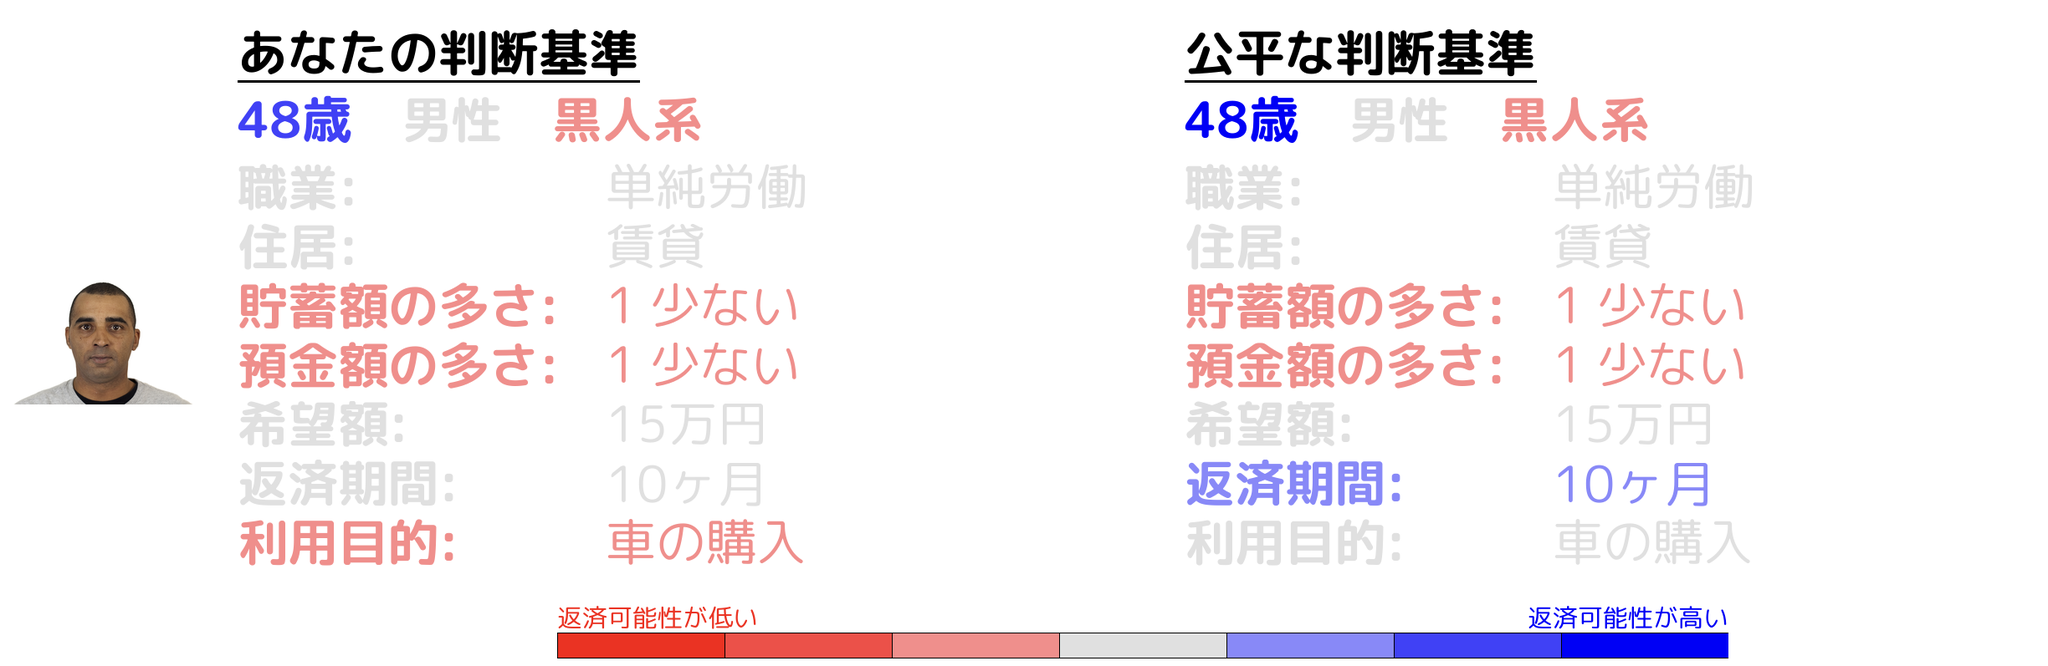 あなたの判断基準
48歳 男性 黒人系
職業: 単純労働
住居: 賃貸
貯蓄額の多さ: 1 少ない
預金額の多さ: 1 少ない
希望額: 15万円
返済期間: 10ヶ月
利用目的: 車の購入
公平な判断基準
48歳 男性 黒人系
職業: 単純労働
住居: 賃貸
貯蓄額の多さ: 1 少ない
預金額の多さ: 1 少ない
希望額: 15万円
返済期間: 10ヶ月
利用目的: 車の購入
返済可能性が低い
返済可能性が高い